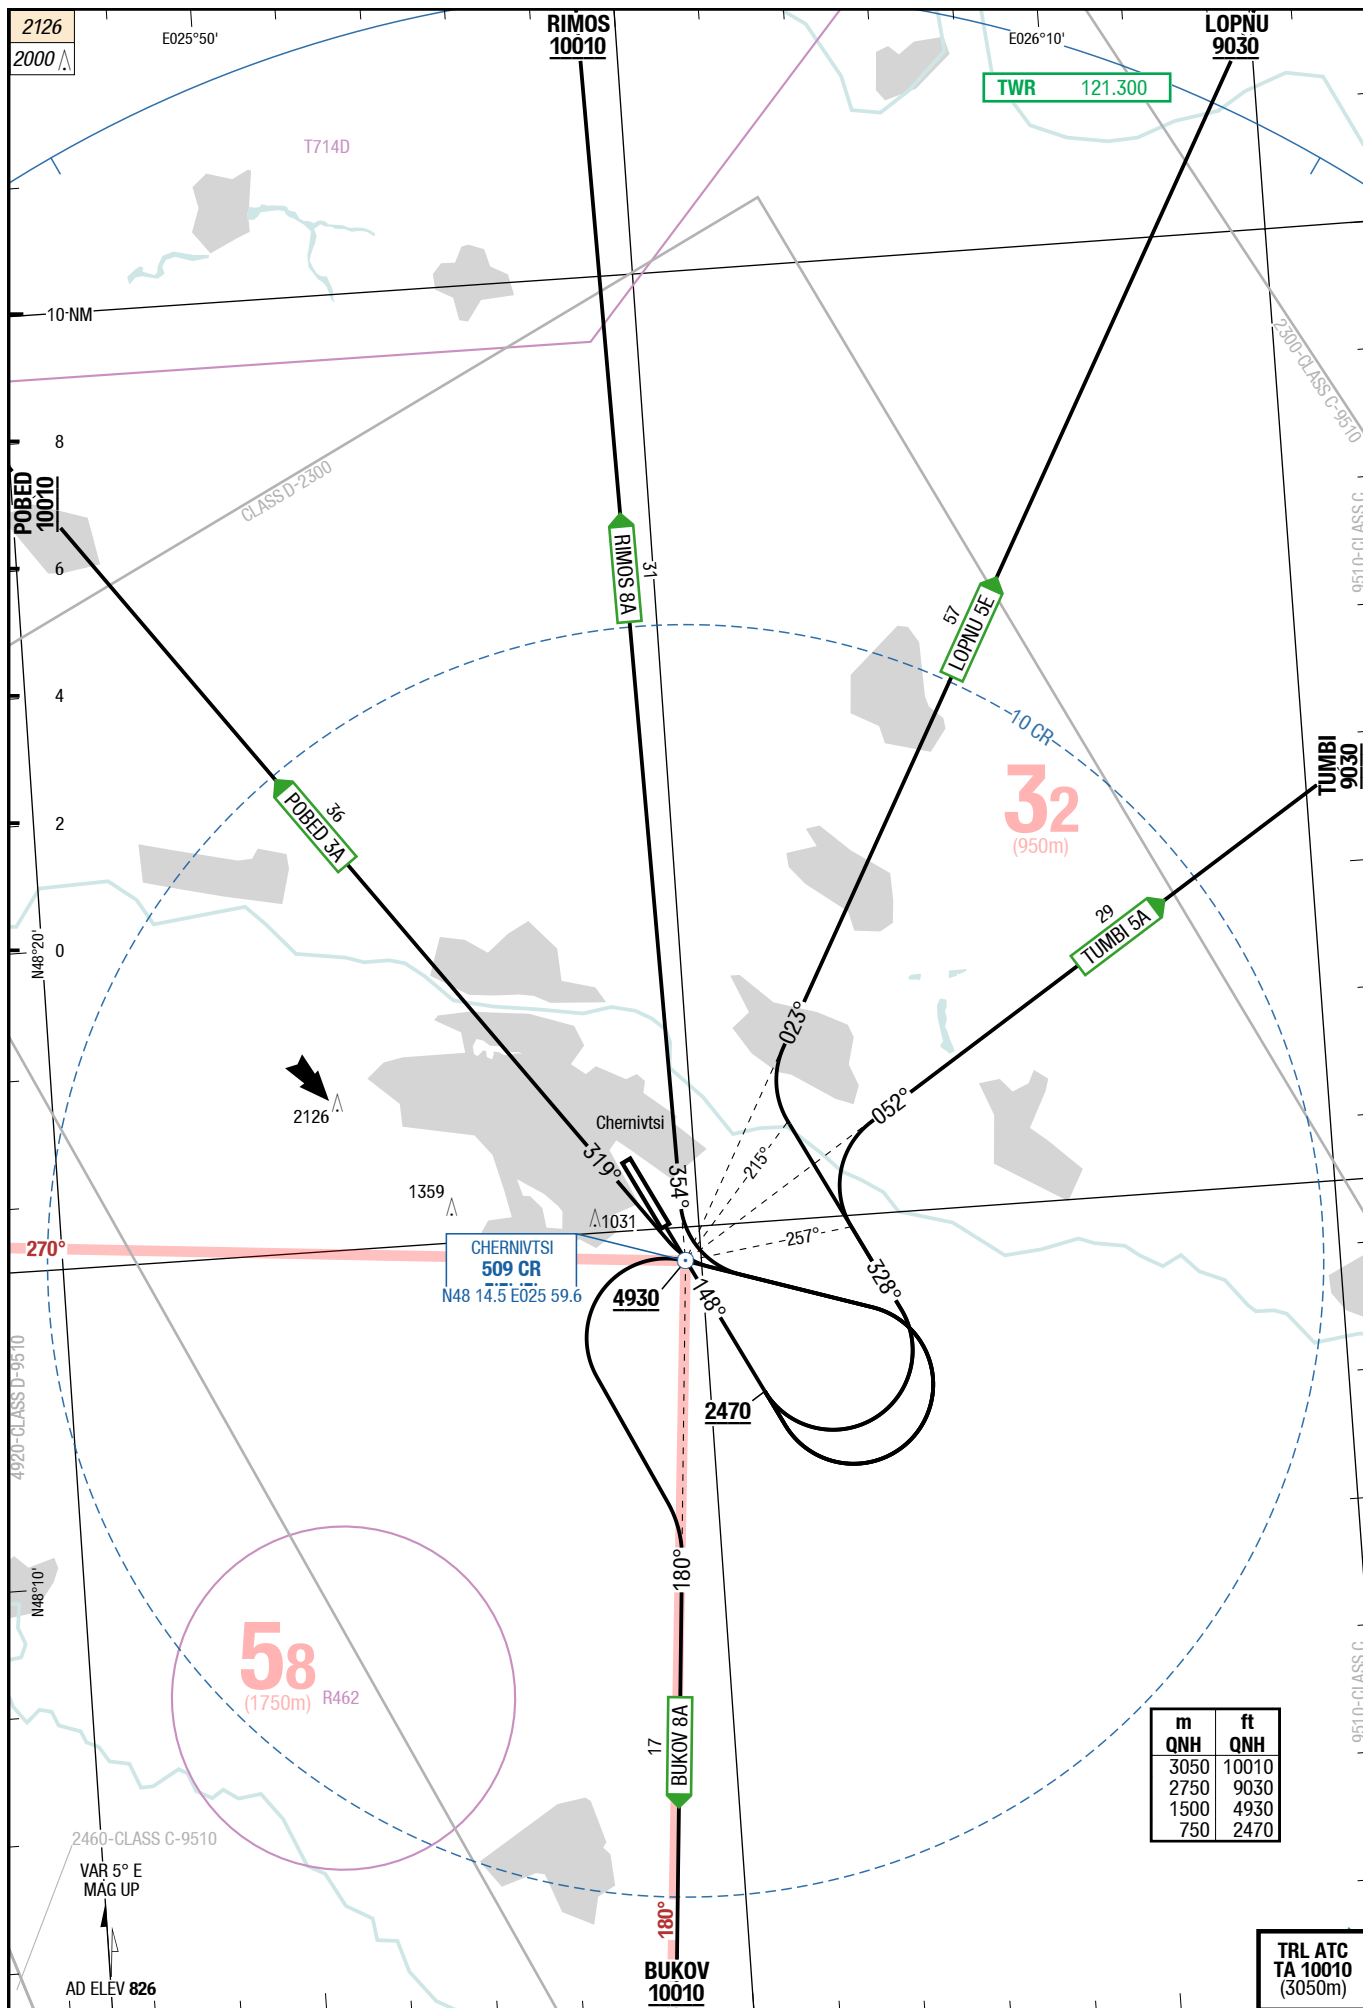 2126
2000
E025°50'
RIMOS
10010
E026°10'
LOPNU
9030
TWR 121.300
T714D
10 NM
2300-CLASS C-9510
8
CLASS D-2300
POBED
10010
9510-CLASS C
RIMOS 8A
31
6
57
LOPNU 5E
4
10 CR
TUMBI
9030
32
(950m)
36
POBED 3A
2
29
TUMBI 5A
N48°20'
0
023°
052°
2126
Chernivtsi
319°
354°
215°
1359
1031
257°
270°
CHERNIVTSI
509 CR
N48 14.5 E025 59.6
4930
148°
328°
4920-CLASS D-9510
2470
180°
N48°10'
58
(1750m)
R462
9510-CLASS C
17
BUKOV 8A
m ft
QNH QNH
3050 10010
2750 9030
1500 4930
750 2470
2460-CLASS C-9510
VAR 5° E
MAG UP
180°
BUKOV
10010
AD ELEV 826
TRL ATC
TA 10010
(3050m)